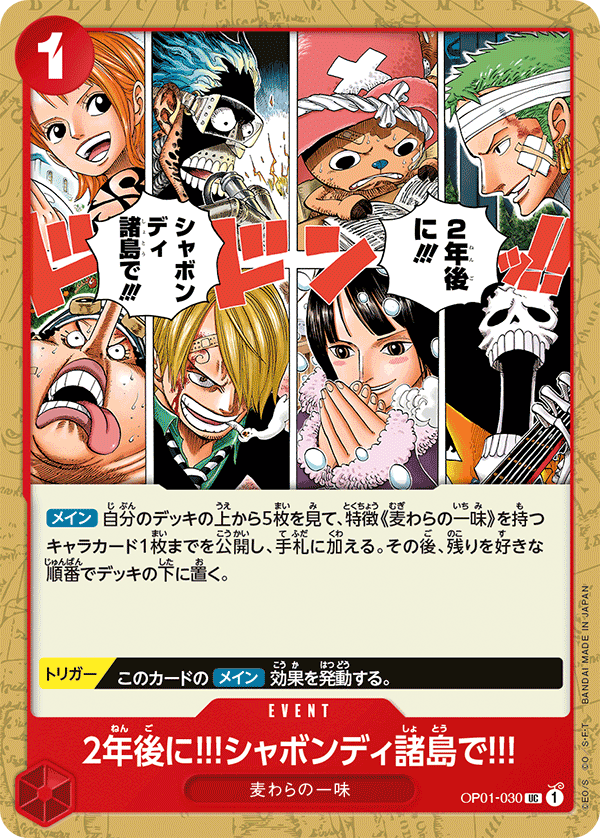 1
シャボンディ諸島で!!!
2年後に!!!
ドドンッ!!
メイン 自分のデッキの上から5枚を見て、特徴《麦わらの一味》を持つ
キャラカード1枚までを公開し、手札に加える。その後、残りを好きな
順番でデッキの下に置く。
トリガー このカードの メイン 効果を発動する。
EVENT
2年後に!!!シャボンディ諸島で!!!
麦わらの一味
OP01-030 UC 1
©E.O/S. ©O. S・F・T BANDAI MADE IN JAPAN